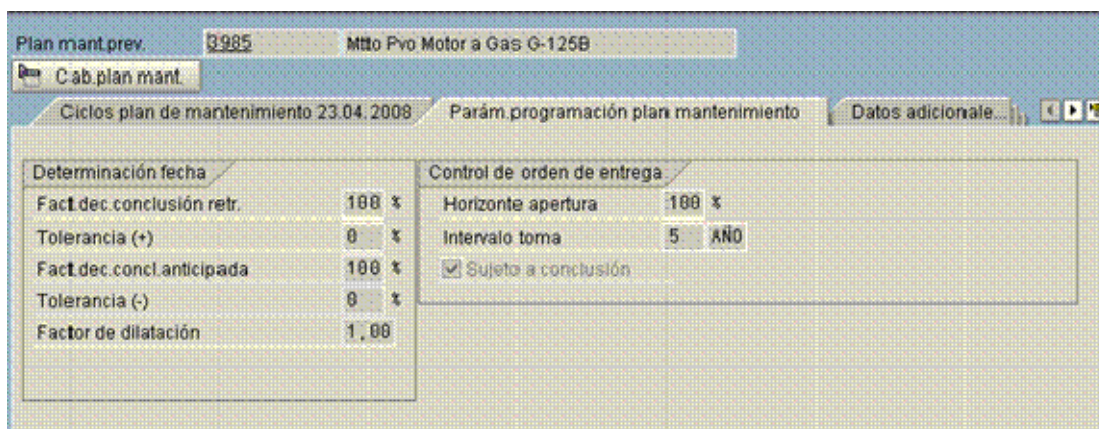 Plan mant.prev. 3985 Mtto Pvo Motor a Gas G-125B
Cab.plan mant.
Ciclos plan de mantenimiento 23.04.2008 Parám.programación plan mantenimiento Datos adicionale...
Determinación fecha
Fact.dec.conclusión retr. 100 %
Tolerancia (+) 0 %
Fact.dec.concl.anticipada 100 %
Tolerancia (-) 0 %
Factor de dilatación 1,00
Control de orden de entrega
Horizonte apertura 100 %
Intervalo toma 5 AÑO
Sujeto a conclusión